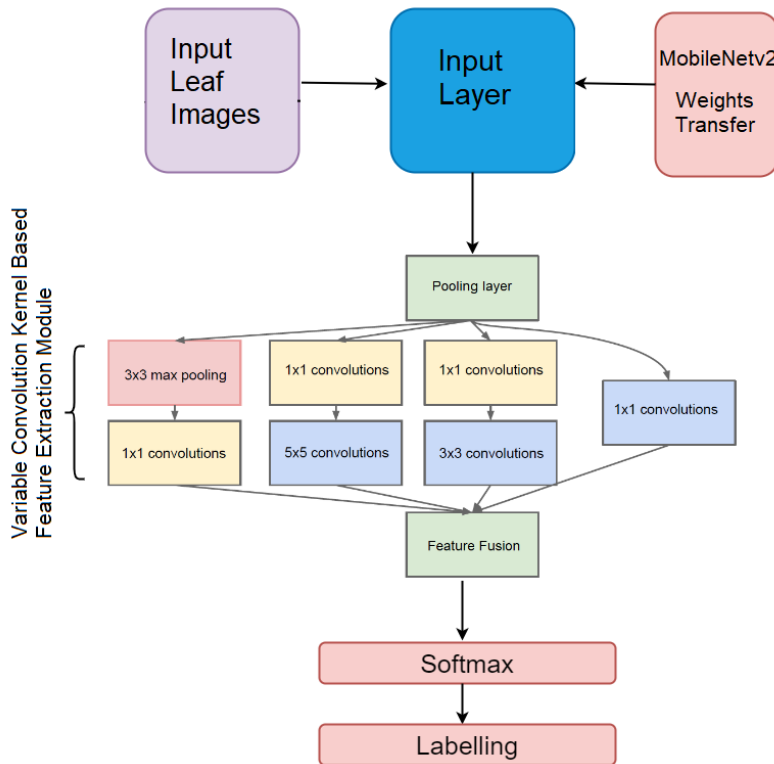 Input
Leaf
Images
Input
Layer
MobileNetv2
Weights
Transfer
Pooling layer
Variable Convolution Kernel Based
Feature Extraction Module
3x3 max pooling
1x1 convolutions
1x1 convolutions
1x1 convolutions
1x1 convolutions
5x5 convolutions
3x3 convolutions
Feature Fusion
Softmax
Labelling